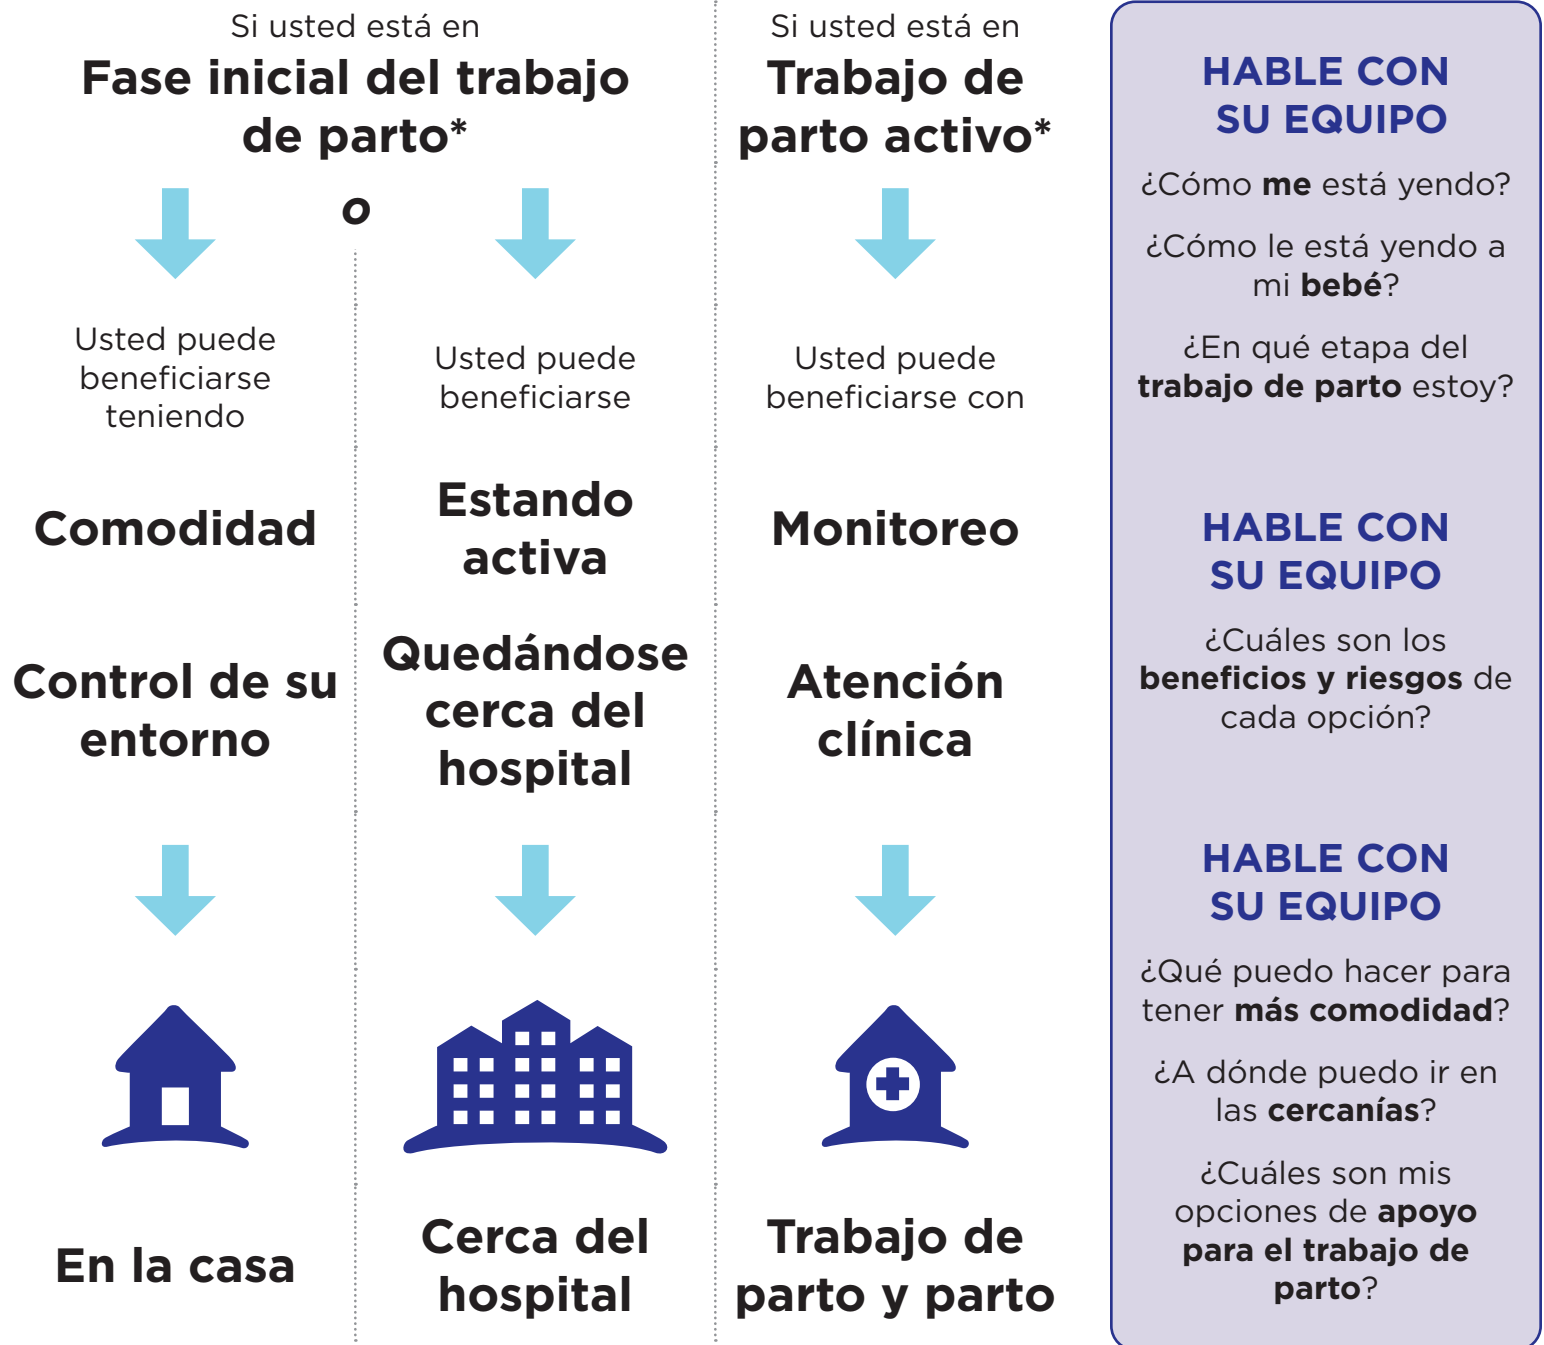 Si usted está en
Fase inicial del trabajo
de parto*
o
Usted puede
beneficiarse
teniendo
Comodidad
Control de su
entorno
En la casa
Usted puede
beneficiarse
Estando
activa
Quedándose
cerca del
hospital
Cerca del
hospital
Si usted está en
Trabajo de
parto activo*
Usted puede
beneficiarse con
Monitoreo
Atención
clínica
Trabajo de
parto y parto
HABLE CON
SU EQUIPO
¿Cómo me está yendo?
¿Cómo le está yendo a
mi bebé?
¿En qué etapa del
trabajo de parto estoy?
HABLE CON
SU EQUIPO
¿Cuáles son los
beneficios y riesgos de
cada opción?
HABLE CON
SU EQUIPO
¿Qué puedo hacer para
tener más comodidad?
¿A dónde puedo ir en
las cercanías?
¿Cuáles son mis
opciones de apoyo
para el trabajo de
parto?